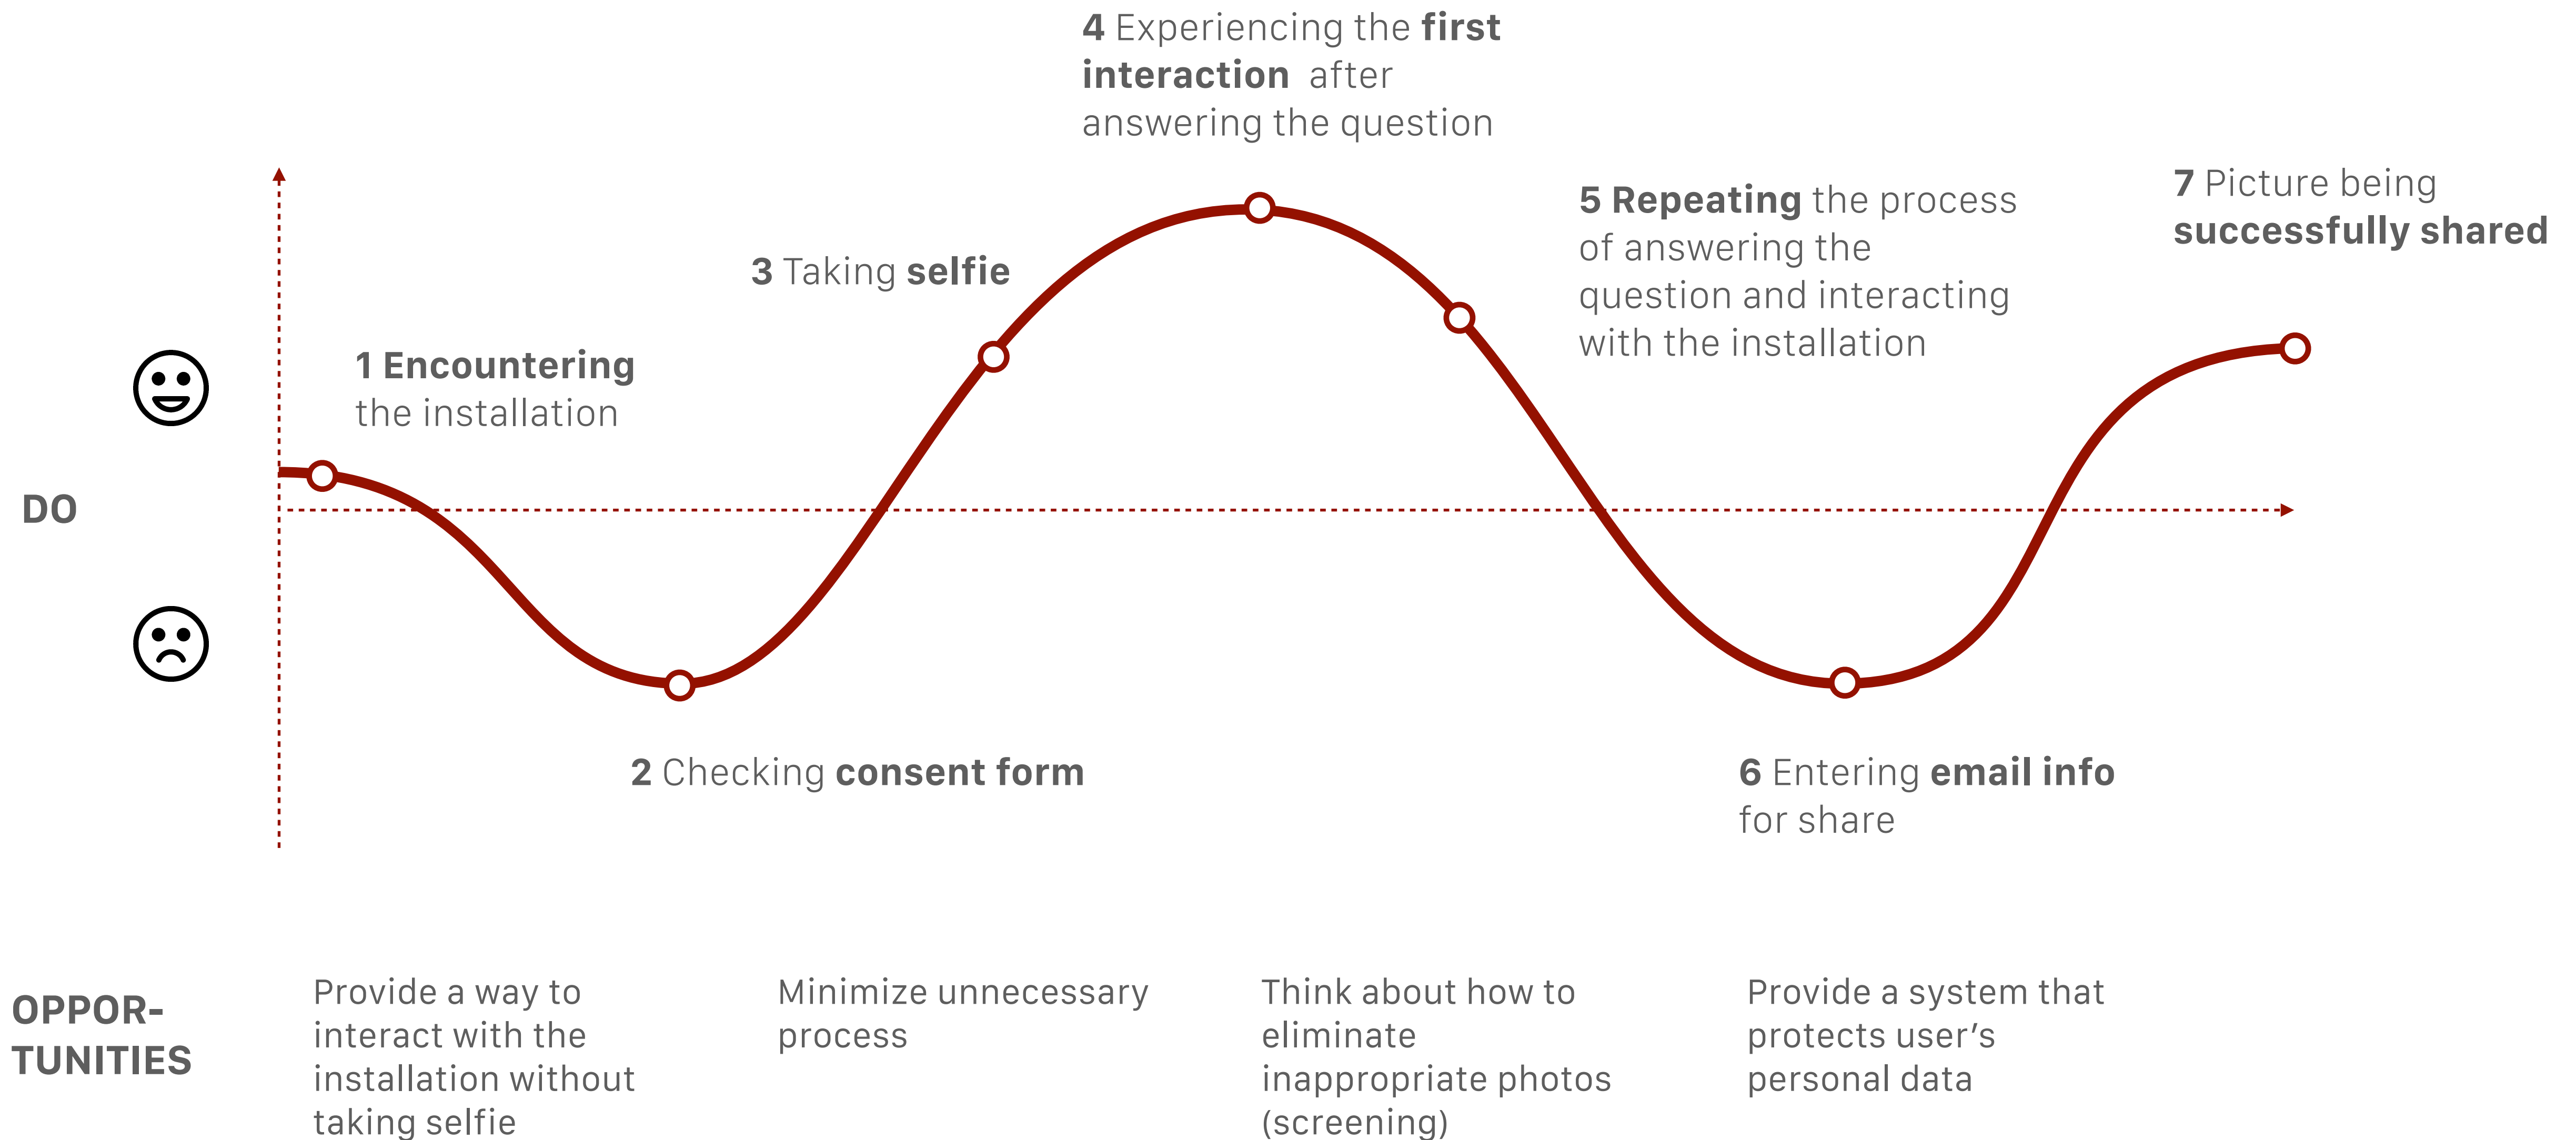 4 Experiencing the first
interaction after
answering the question
7 Picture being
successfully shared
5 Repeating the process
of answering the
question and interacting
with the installation
3 Taking selfie
1 Encountering
the installation
DO
2 Checking consent form
6 Entering email info
for share
OPPOR-
TUNITIES
Provide a way to
interact with the
installation without
taking selfie
Minimize unnecessary
process
Think about how to
eliminate
inappropriate photos
(screening)
Provide a system that
protects user’s
personal data